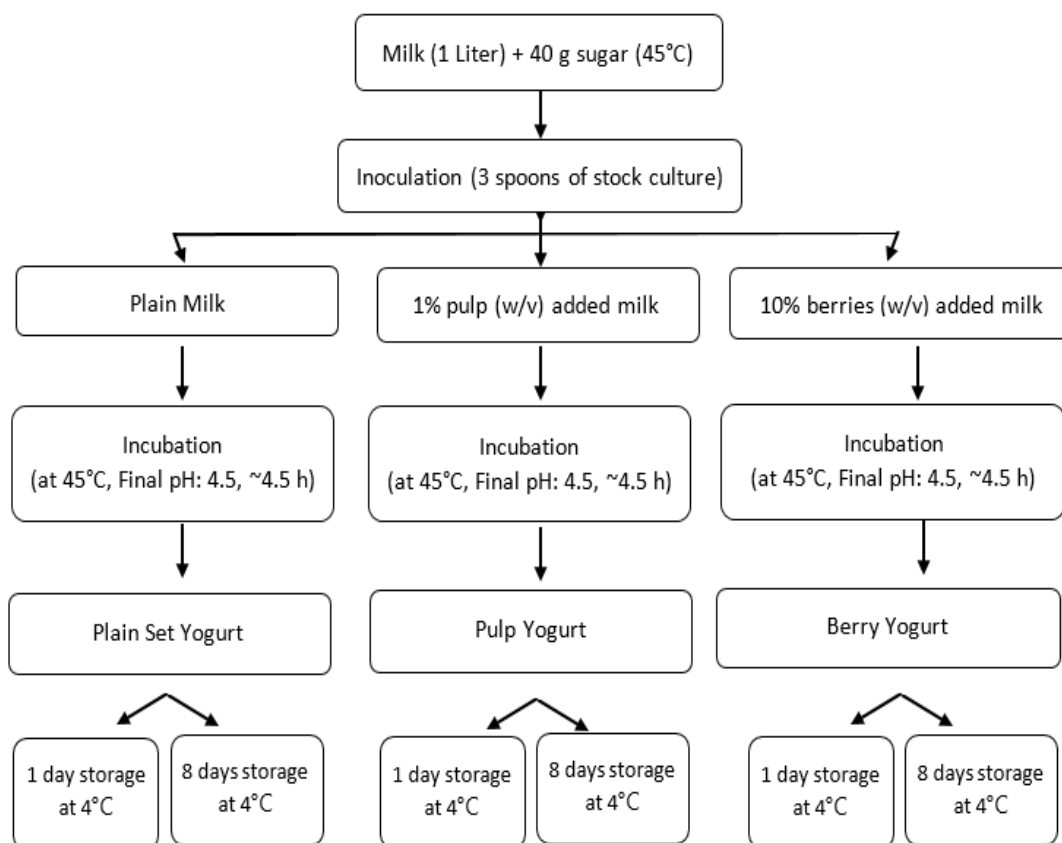 Milk (1 Liter) + 40 g sugar (45°C)
Inoculation (3 spoons of stock culture)
Plain Milk
1% pulp (w/v) added milk
10% berries (w/v) added milk
Incubation
(at 45°C, Final pH: 4.5, ~4.5 h)
Incubation
(at 45°C, Final pH: 4.5, ~4.5 h)
Incubation
(at 45°C, Final pH: 4.5, ~4.5 h)
Plain Set Yogurt
Pulp Yogurt
Berry Yogurt
1 day storage
at 4°C
8 days storage
at 4°C
1 day storage
at 4°C
8 days storage
at 4°C
1 day storage
at 4°C
8 days storage
at 4°C